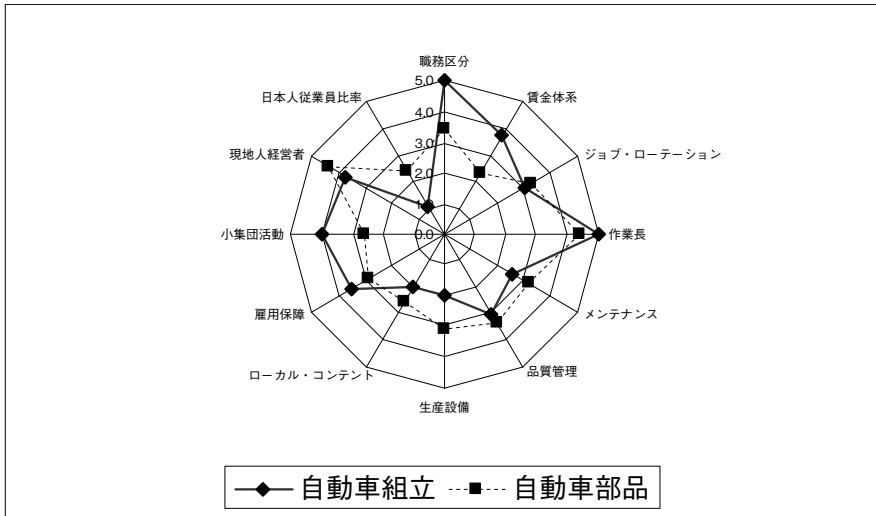 職務区分
賃金体系
ジョブ・ローテーション
作業長
メンテナンス
品質管理
生産設備
ローカル・コンテント
雇用保障
小集団活動
現地人経営者
日本人従業員比率
5.0
4.0
3.0
2.0
1.0
0.0
自動車組立
自動車部品